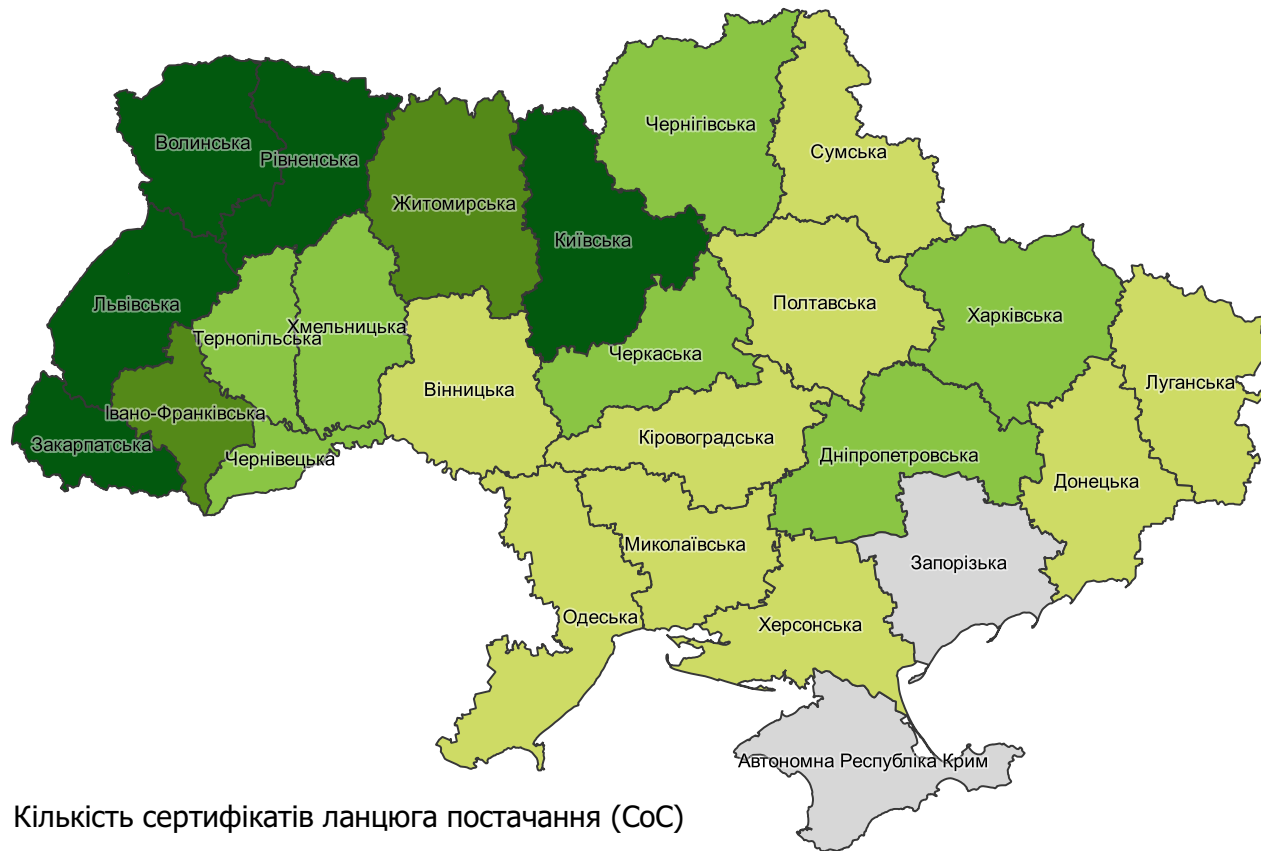 Чернігівська
Волинська
Рівненська
Сумська
Житомирська
Київська
Львівська
Полтавська
Харківська
Тернопільська
Хмельницька
Черкаська
Луганська
Вінницька
Івано-Франківська
Кіровоградська
Закарпатська
Чернівецька
Дніпропетровська
Донецька
Миколаївська
Запорізька
Одеська
Херсонська
Автономна Республіка Крим
Кількість сертифікатів ланцюга постачання (CoC)